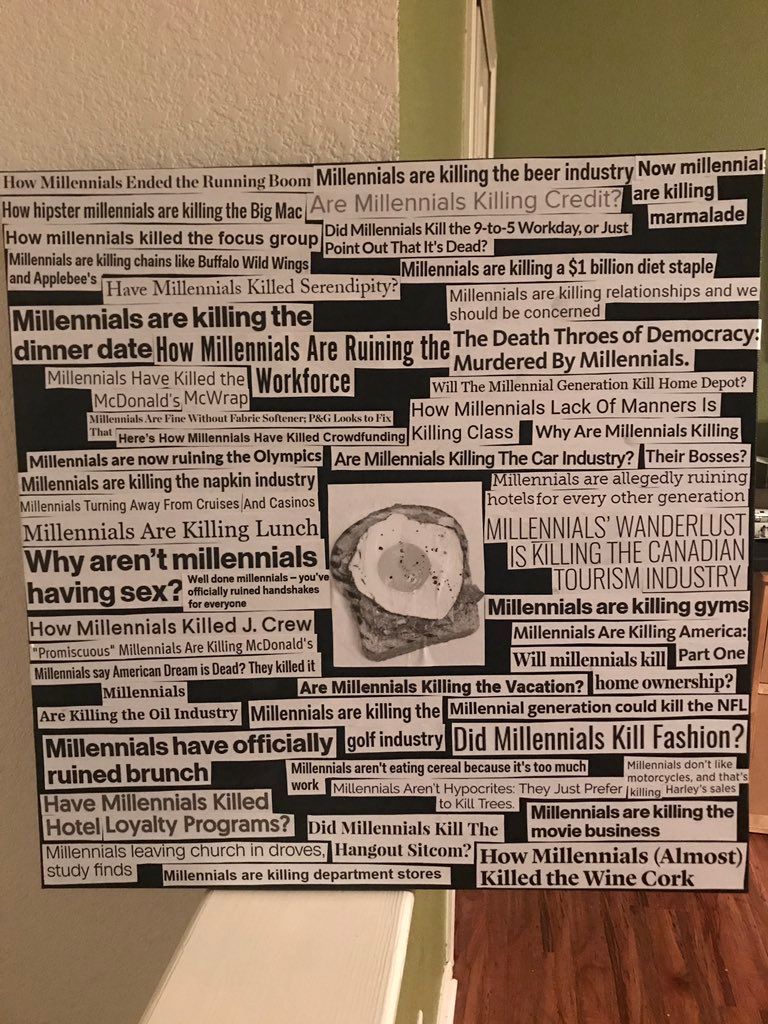 How Millennials Ended the Running Boom
Millennials are killing the beer industry
Now millennials
are killing
marmalade
How hipster millennials are killing the Big Mac
Are Millennials Killing Credit?
How millennials killed the focus group
Did Millennials Kill the 9-to-5 Workday, or Just
Point Out That It's Dead?
Millennials are killing chains like Buffalo Wild Wings
and Applebee's
Millennials are killing a $1 billion diet staple
Have Millennials Killed Serendipity?
Millennials are killing relationships and we
should be concerned
Millennials are killing the
dinner date
How Millennials Are Ruining the
Workforce
The Death Throes of Democracy:
Murdered By Millennials.
Millennials Have Killed the
McDonald's McWrap
Will The Millennial Generation Kill Home Depot?
Millennials Are Fine Without Fabric Softener; P&G Looks to Fix
That
How Millennials Lack Of Manners Is
Killing Class
Here's How Millennials Have Killed Crowdfunding
Why Are Millennials Killing
Their Bosses?
Millennials are now ruining the Olympics
Are Millennials Killing The Car Industry?
Millennials are killing the napkin industry
Millennials are allegedly ruining
hotels for every other generation
Millennials Turning Away From Cruises And Casinos
Millennials Are Killing Lunch
MILLENNIALS' WANDERLUST
IS KILLING THE CANADIAN
TOURISM INDUSTRY
Why aren't millennials
having sex?
Well done millennials – you've
officially ruined handshakes
for everyone
Millennials are killing gyms
How Millennials Killed J. Crew
Millennials Are Killing America:
Part One
"Promiscuous" Millennials Are Killing McDonald's
Will millennials kill
home ownership?
Millennials say American Dream is Dead? They killed it
Are Millennials Killing the Vacation?
Millennials
Are Killing the Oil Industry
Millennials are killing the
golf industry
Millennial generation could kill the NFL
Millennials have officially
ruined brunch
Did Millennials Kill Fashion?
Millennials aren't eating cereal because it's too much
work
Millennials don't like
motorcycles, and that's
killing Harley's sales
Millennials Aren't Hypocrites: They Just Prefer
to Kill Trees.
Have Millennials Killed
Hotel Loyalty Programs?
Did Millennials Kill The
Hangout Sitcom?
Millennials are killing the
movie business
Millennials leaving church in droves,
study finds
How Millennials (Almost)
Killed the Wine Cork
Millennials are killing department stores